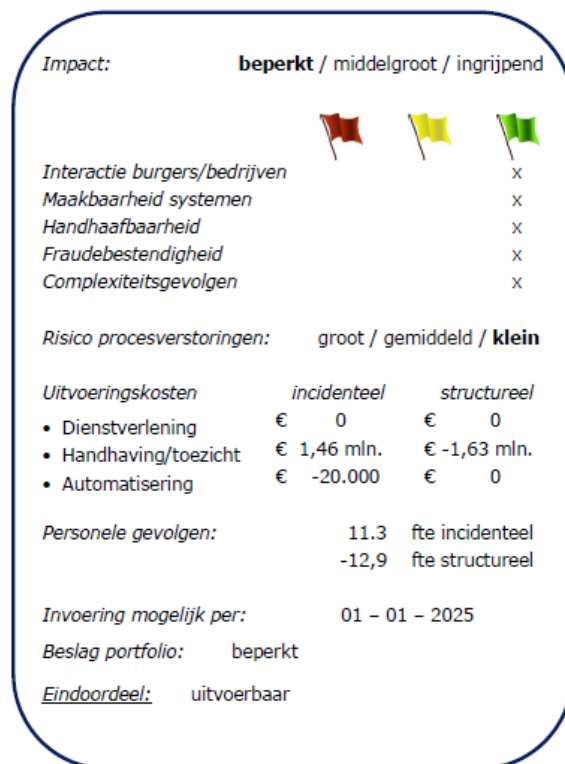 Impact: beperkt / middelgroot / ingrijpend
Interactie burgers/bedrijven x
Maakbaarheid systemen x
Handhaafbaarheid x
Fraudebestendigheid x
Complexiteitsgevolgen x
Risico procesverstoringen: groot / gemiddeld / klein
Uitvoeringskosten incidenteel structureel
• Dienstverlening € 0 € 0
• Handhaving/toezicht € 1,46 mln. € -1,63 mln.
• Automatisering € -20.000 € 0
Personele gevolgen: 11.3 fte incidenteel
-12,9 fte structureel
Invoering mogelijk per: 01 – 01 – 2025
Beslag portfolio: beperkt
Eindoordeel: uitvoerbaar